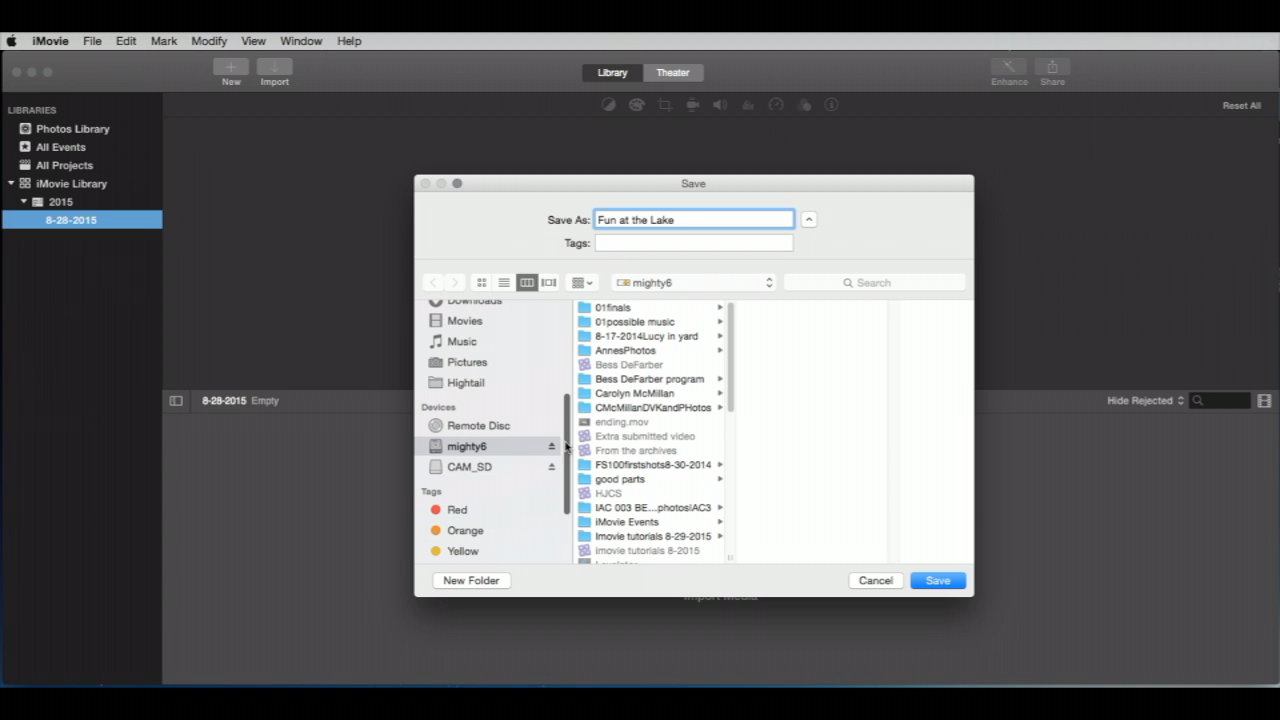 iMovie File Edit Mark Modify View Window Help
Library Theater
New Import Enhance Share
Reset All
LIBRARIES
Photos Library
All Events
All Projects
iMovie Library
2015
8-28-2015
Save
Save As: Fun at the Lake
Tags:
mighty6 Search
Downloads
Movies
Music
Pictures
Hightail
Devices
Remote Disc
mighty6
CAM_SD
Tags
Red
Orange
Yellow
01finals
01possible music
8-17-2014Lucy in yard
AnnesPhotos
Bess DeFarber
Bess DeFarber program
Carolyn McMillan
CMcMillanDVKandPHotos
ending.mov
Extra submitted video
From the archives
FS100firstshots8-30-2014
good parts
HJCS
IAC 003 BE...photosIAC3
iMovie Events
Imovie tutorials 8-29-2015
imovie tutorials 8-2015
New Folder Cancel Save
8-28-2015 Empty
Hide Rejected
Import Media